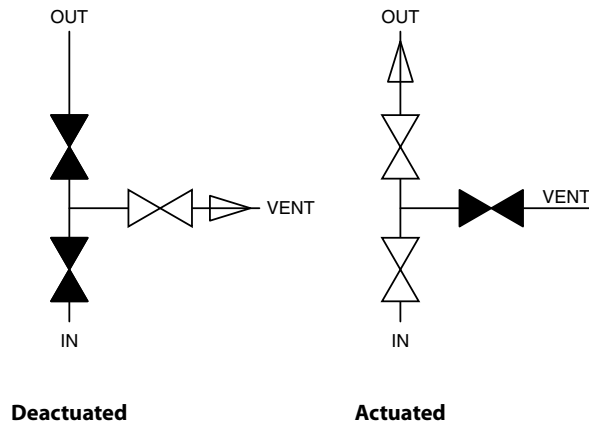 OUT
OUT
VENT
VENT
IN
IN
Deactuated
Actuated